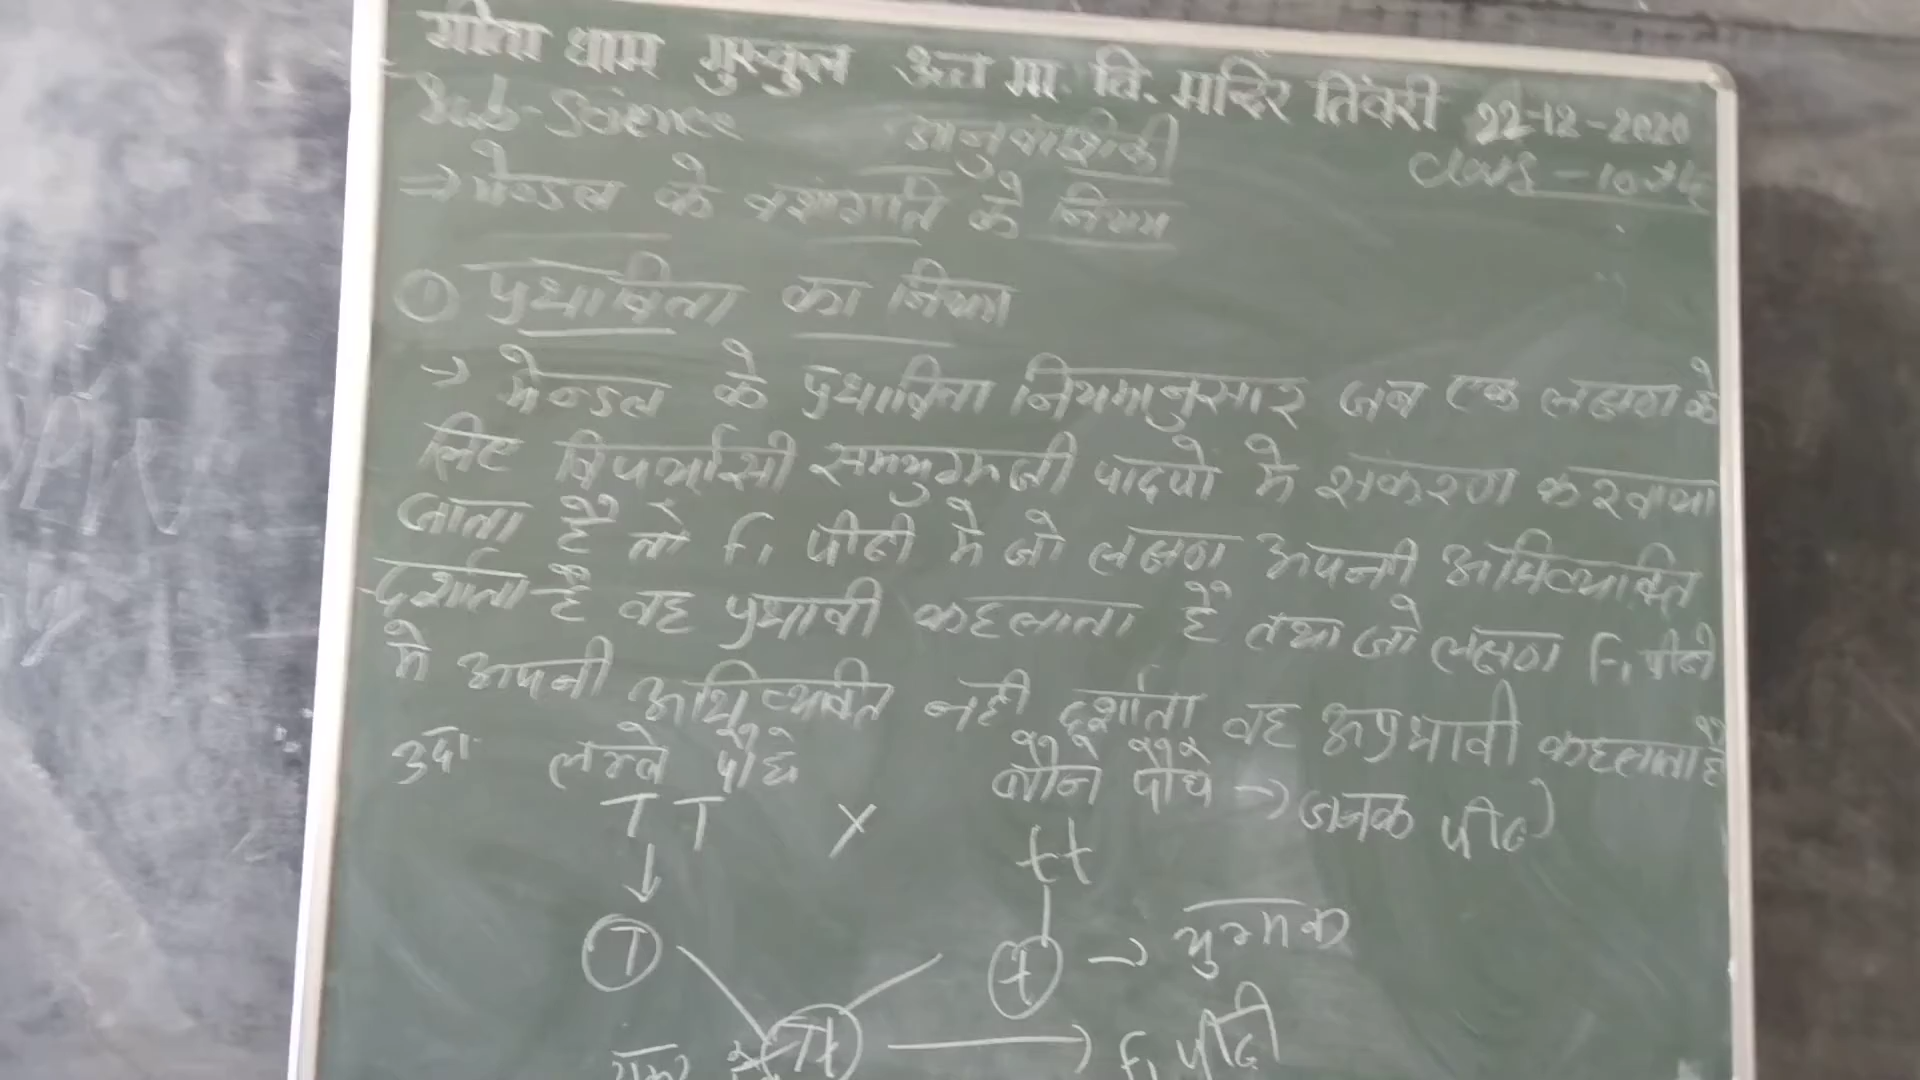 गीता धाम गुरुकुल उत्त मा. वि. मन्दिर तिंवरी 22-12-2020
Sub-Science आनुवांशिकी class-10th
→ मेण्डल के वंशागति के नियम
① प्रभाविता का नियम
→ मेण्डल के प्रभाविता नियमानुसार जब एक लक्षण के
लिए विपर्यासी समयुग्मजी पादपो मे संकरण करवाया
जाता है तो F₁ पीढी मे जो लक्षण अपनी अभिव्यक्ति
दर्शाता है वह प्रभावी कहलाता है तथा जो लक्षण F₁ पीढी
मे अपनी अभिव्यक्ति नही दर्शाता वह अप्रभावी कहलाता है
उदा लम्बे पौधे बौने पौधे → जनक पीढी
TT X tt
↓
T t → युग्मक
Tt → F₁ पीढी